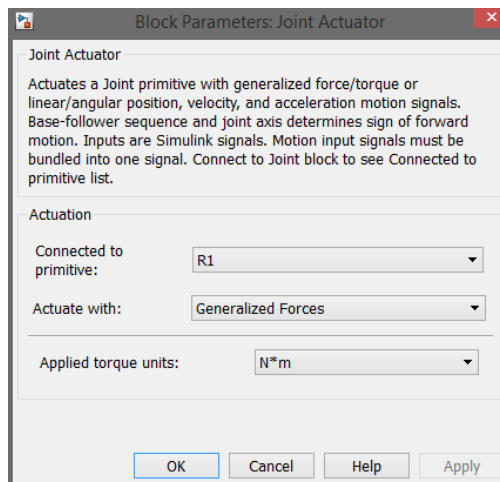 Block Parameters: Joint Actuator
Joint Actuator
Actuates a Joint primitive with generalized force/torque or
linear/angular position, velocity, and acceleration motion signals.
Base-follower sequence and joint axis determines sign of forward
motion. Inputs are Simulink signals. Motion input signals must be
bundled into one signal. Connect to Joint block to see Connected to
primitive list.
Actuation
Connected to
primitive:
R1
Actuate with:
Generalized Forces
Applied torque units:
N*m
OK Cancel Help Apply